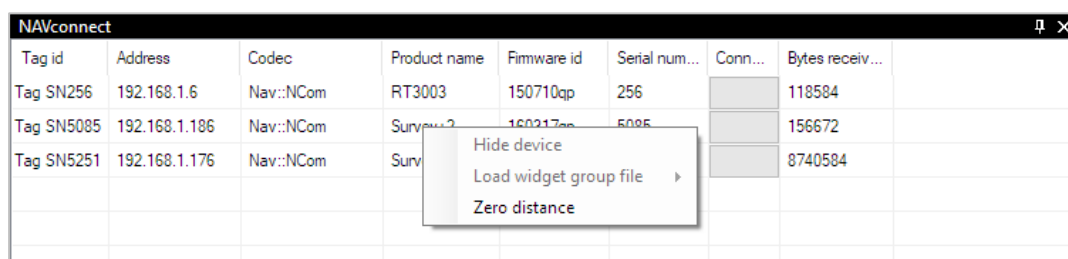 NAVconnect
Tag id Address Codec Product name Firmware id Serial num... Conn... Bytes receiv...
Tag SN256 192.168.1.6 Nav::NCom RT3003 150710qp 256 118584
Tag SN5085 192.168.1.186 Nav::NCom 5085 156672
Tag SN5251 192.168.1.176 Nav::NCom Surv 8740584
Hide device
Load widget group file
Zero distance